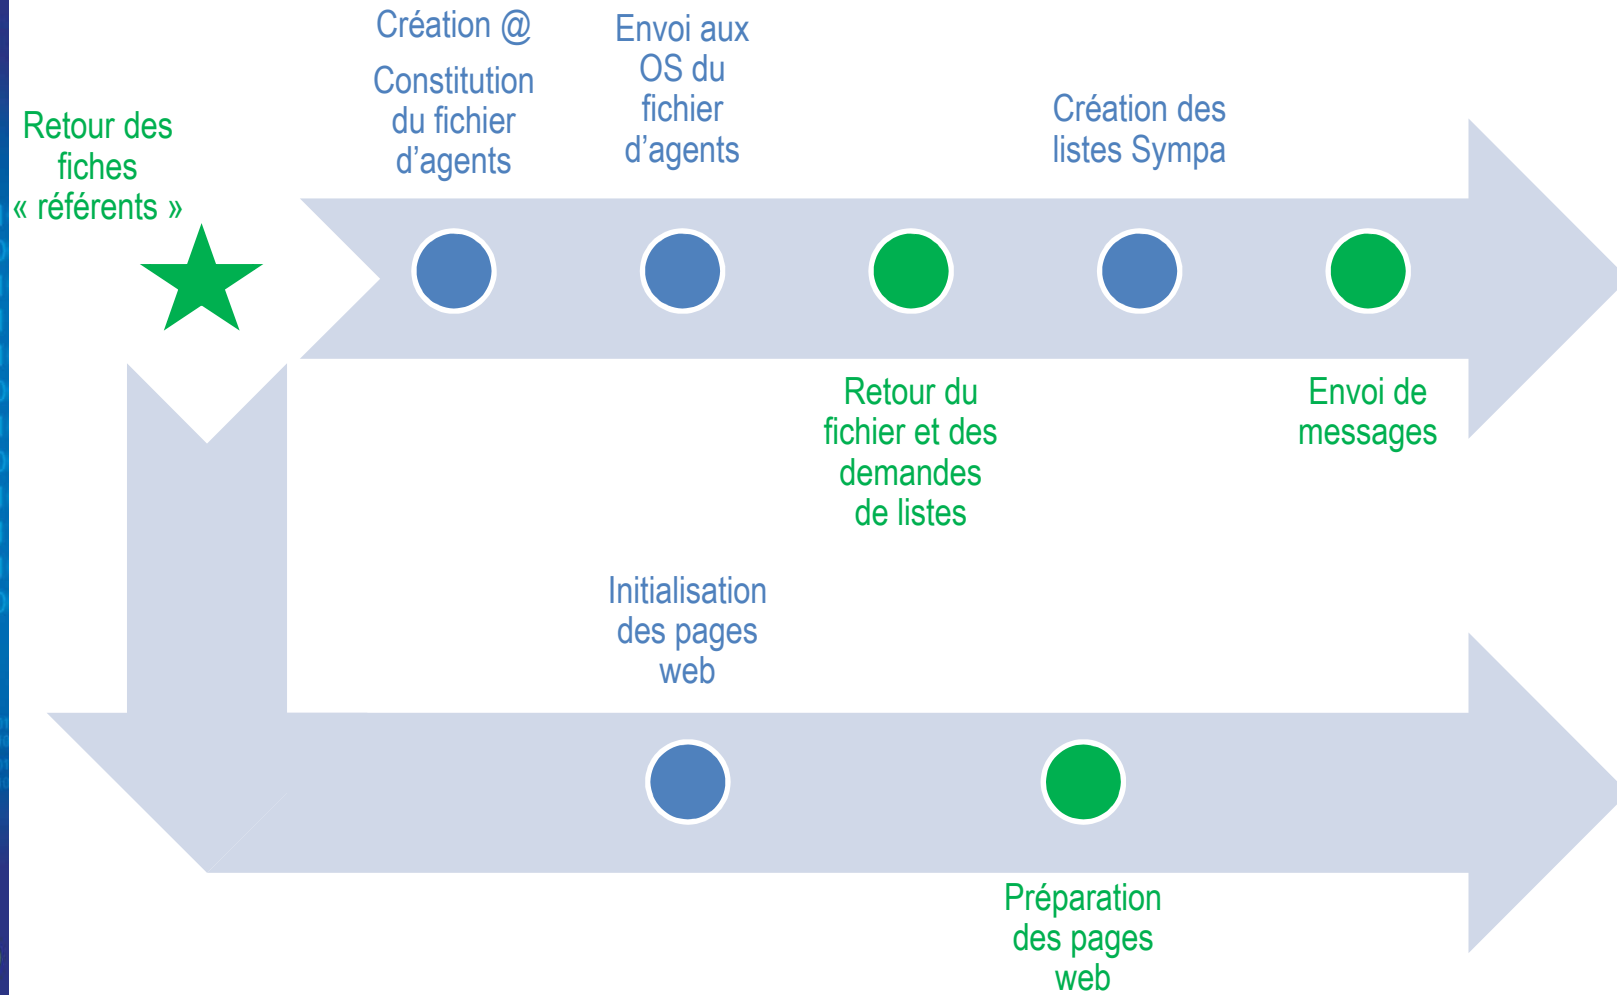 Création @
Constitution
du fichier
d’agents
Envoi aux
OS du
fichier
d’agents
Création des
listes Sympa
Retour des
fiches
« référents »
Retour du
fichier et des
demandes
de listes
Envoi de
messages
Initialisation
des pages
web
Préparation
des pages
web